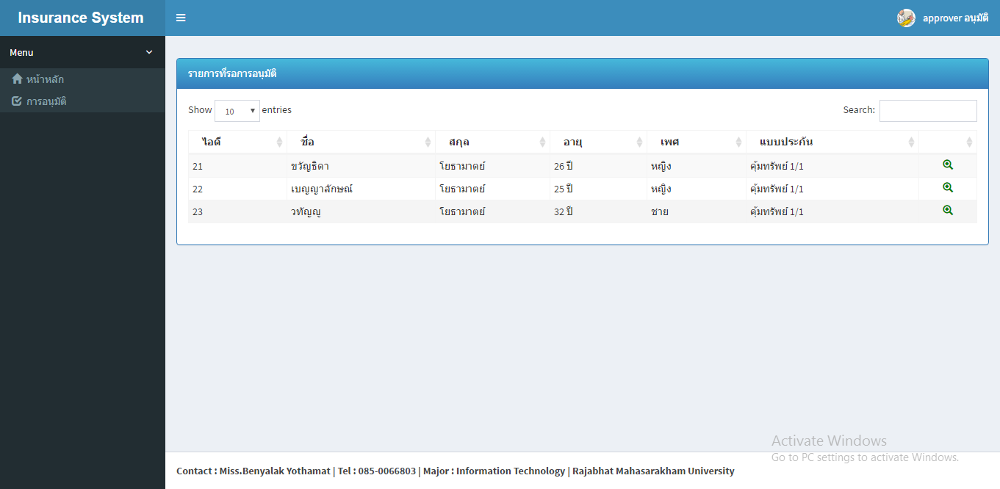 Insurance System
approver อนุมัติ
Menu
หน้าหลัก
การอนุมัติ
รายการที่รอการอนุมัติ
Show 10 entries Search:
ไอดี ชื่อ สกุล อายุ เพศ แบบประกัน
21 ขวัญธิดา โยธามาตย์ 26 ปี หญิง คุ้มทรัพย์ 1/1
22 เบญญาลักษณ์ โยธามาตย์ 25 ปี หญิง คุ้มทรัพย์ 1/1
23 วทัญญู โยธามาตย์ 32 ปี ชาย คุ้มทรัพย์ 1/1
Activate Windows
Go to PC settings to activate Windows.
Contact : Miss.Benyalak Yothamat | Tel : 085-0066803 | Major : Information Technology | Rajabhat Mahasarakham University